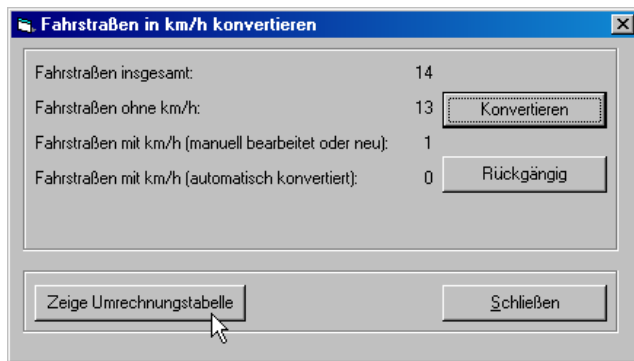 Fahrstraßen in km/h konvertieren
Fahrstraßen insgesamt: 14
Fahrstraßen ohne km/h: 13 Konvertieren
Fahrstraßen mit km/h (manuell bearbeitet oder neu): 1
Fahrstraßen mit km/h (automatisch konvertiert): 0 Rückgängig
Zeige Umrechnungstabelle Schließen